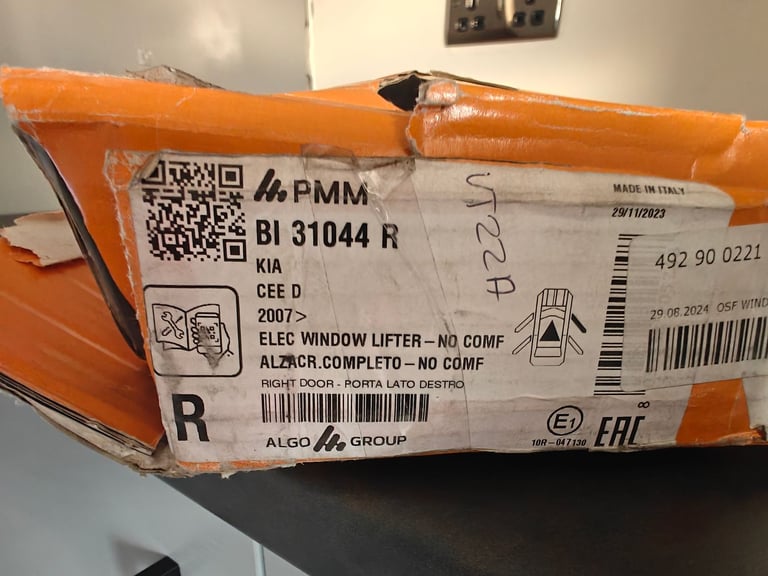 PMM
BI 31044 R
KIA
CEE D
2007>
ELEC WINDOW LIFTER – NO COMF
ALZACR.COMPLETO – NO COMF
RIGHT DOOR - PORTA LATO DESTRO
R
ALGO GROUP
VT22A
MADE IN ITALY
29/11/2023
492 90 0221
29 08.2024 OSF WIND
E1
10R-047130
EAC
8